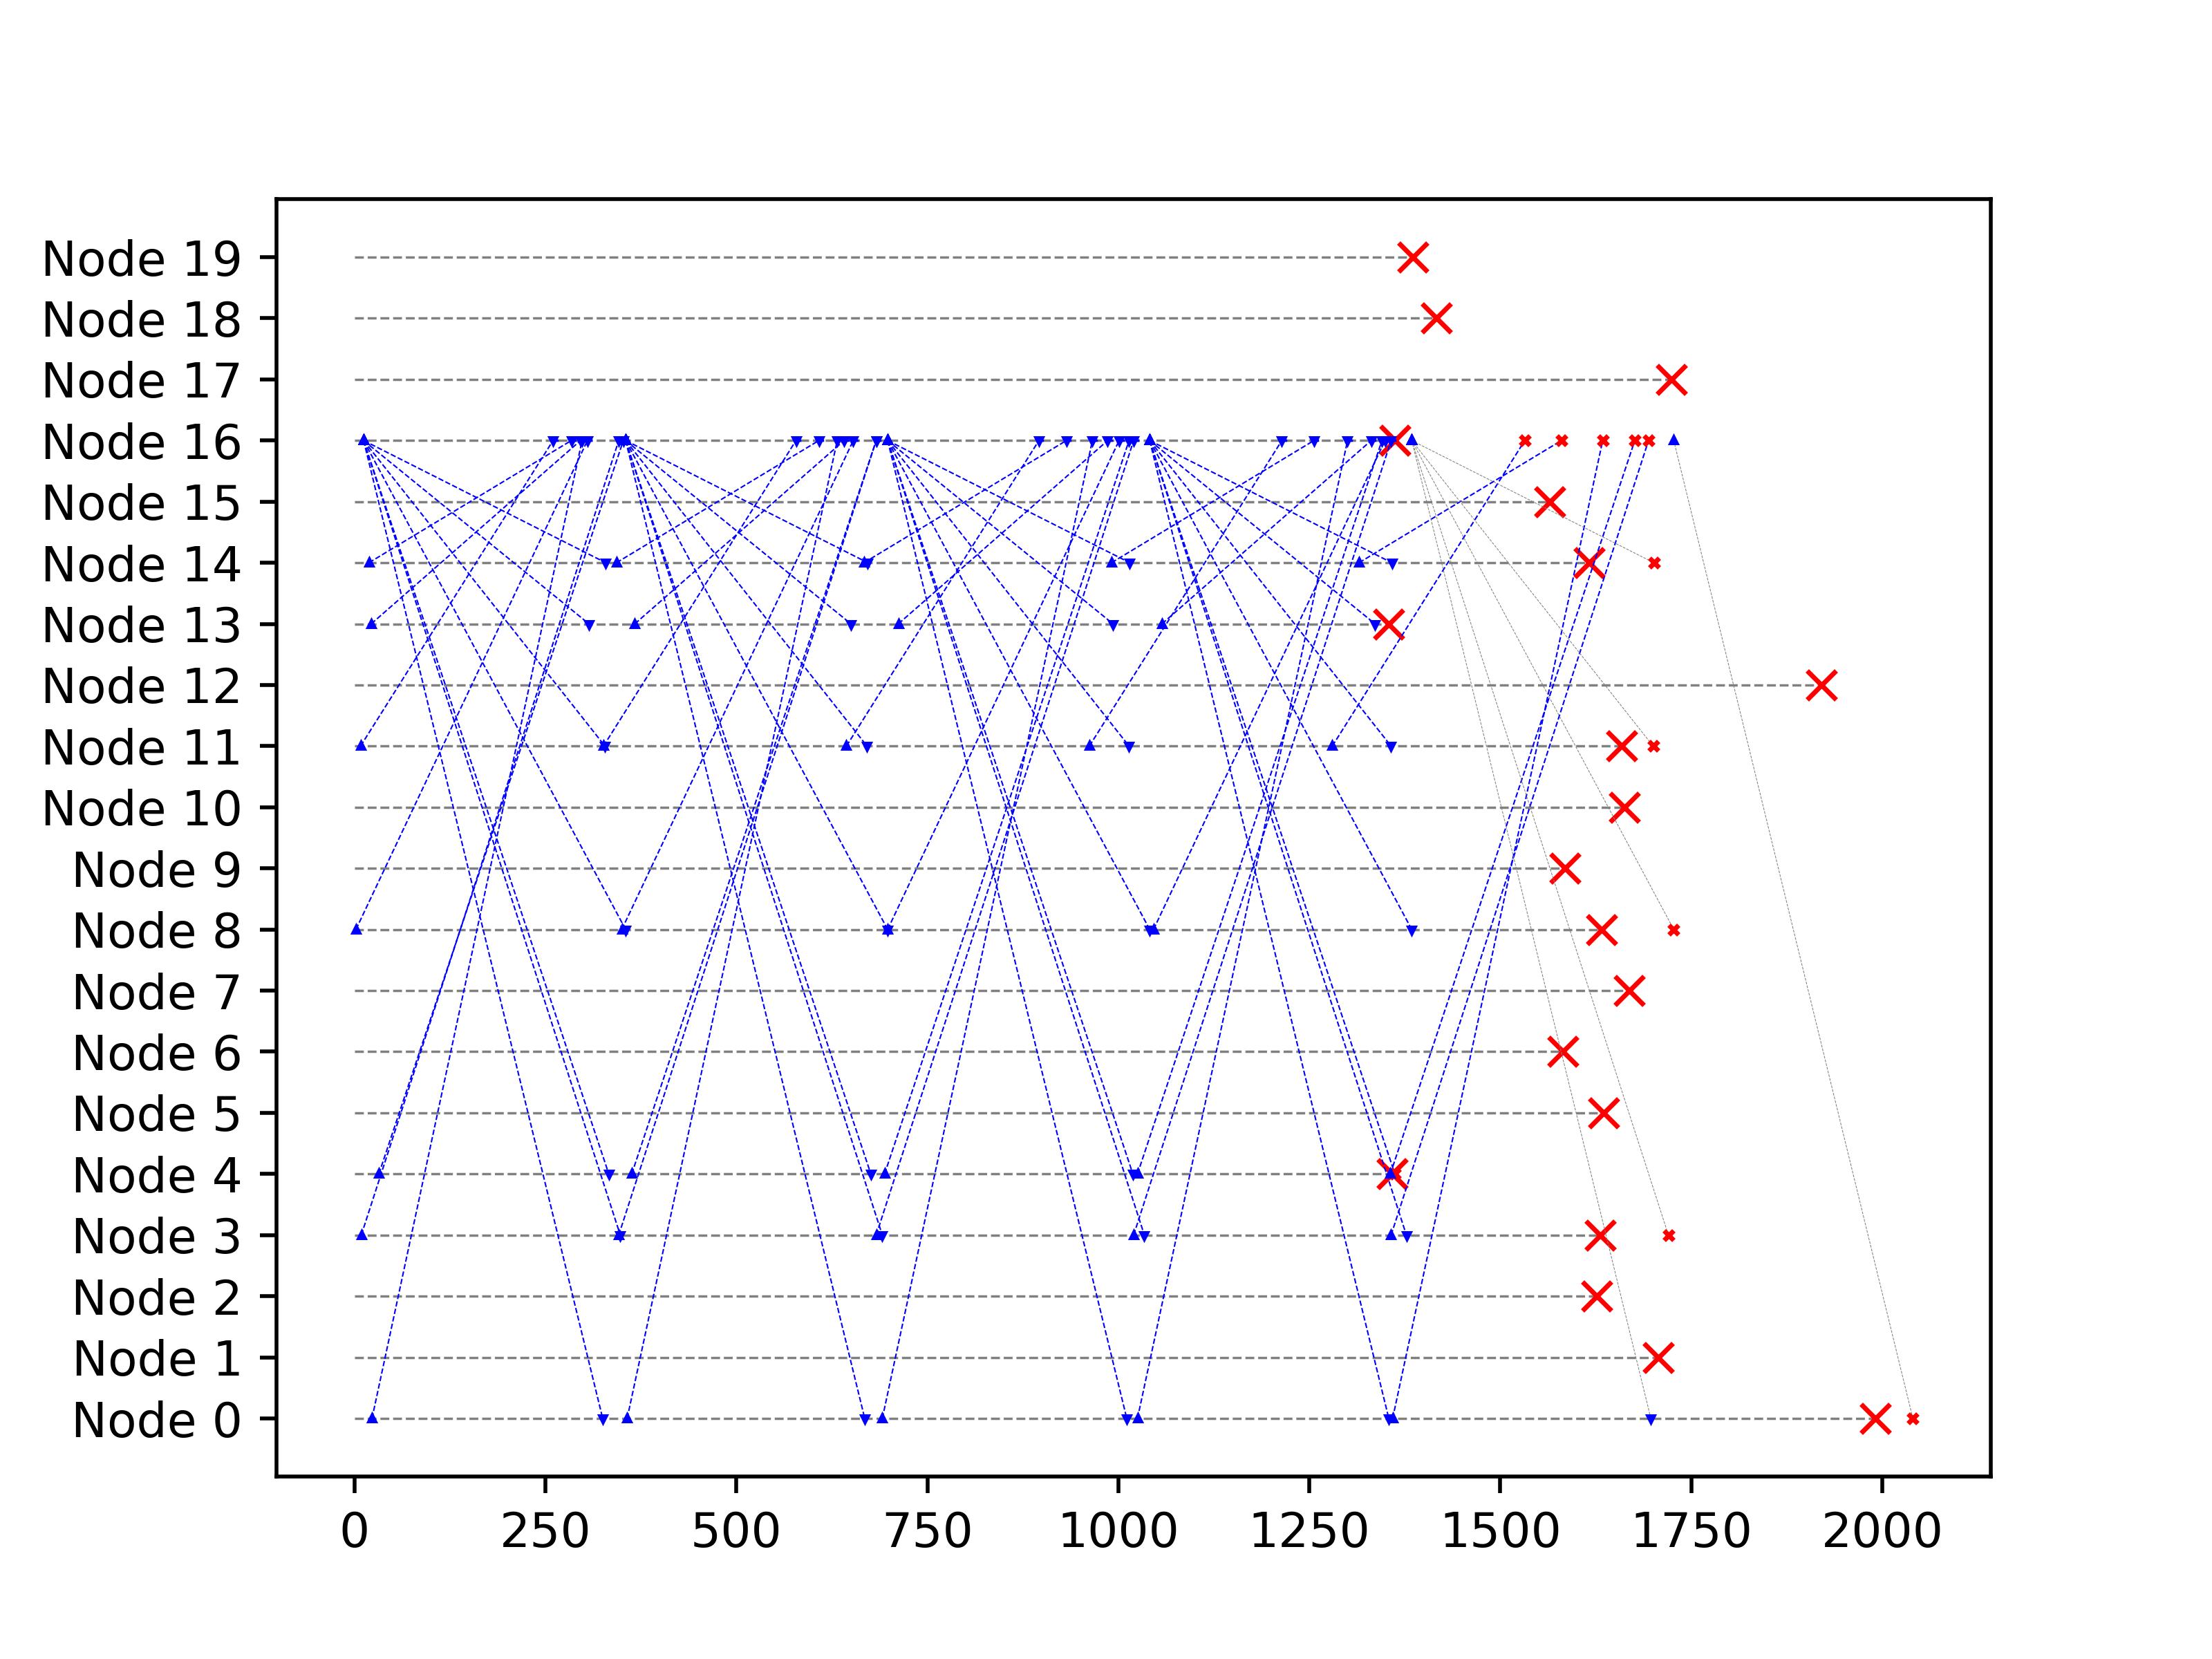 Node 19
Node 18
Node 17
Node 16
Node 15
Node 14
Node 13
Node 12
Node 11
Node 10
Node 9
Node 8
Node 7
Node 6
Node 5
Node 4
Node 3
Node 2
Node 1
Node 0
0 250 500 750 1000 1250 1500 1750 2000